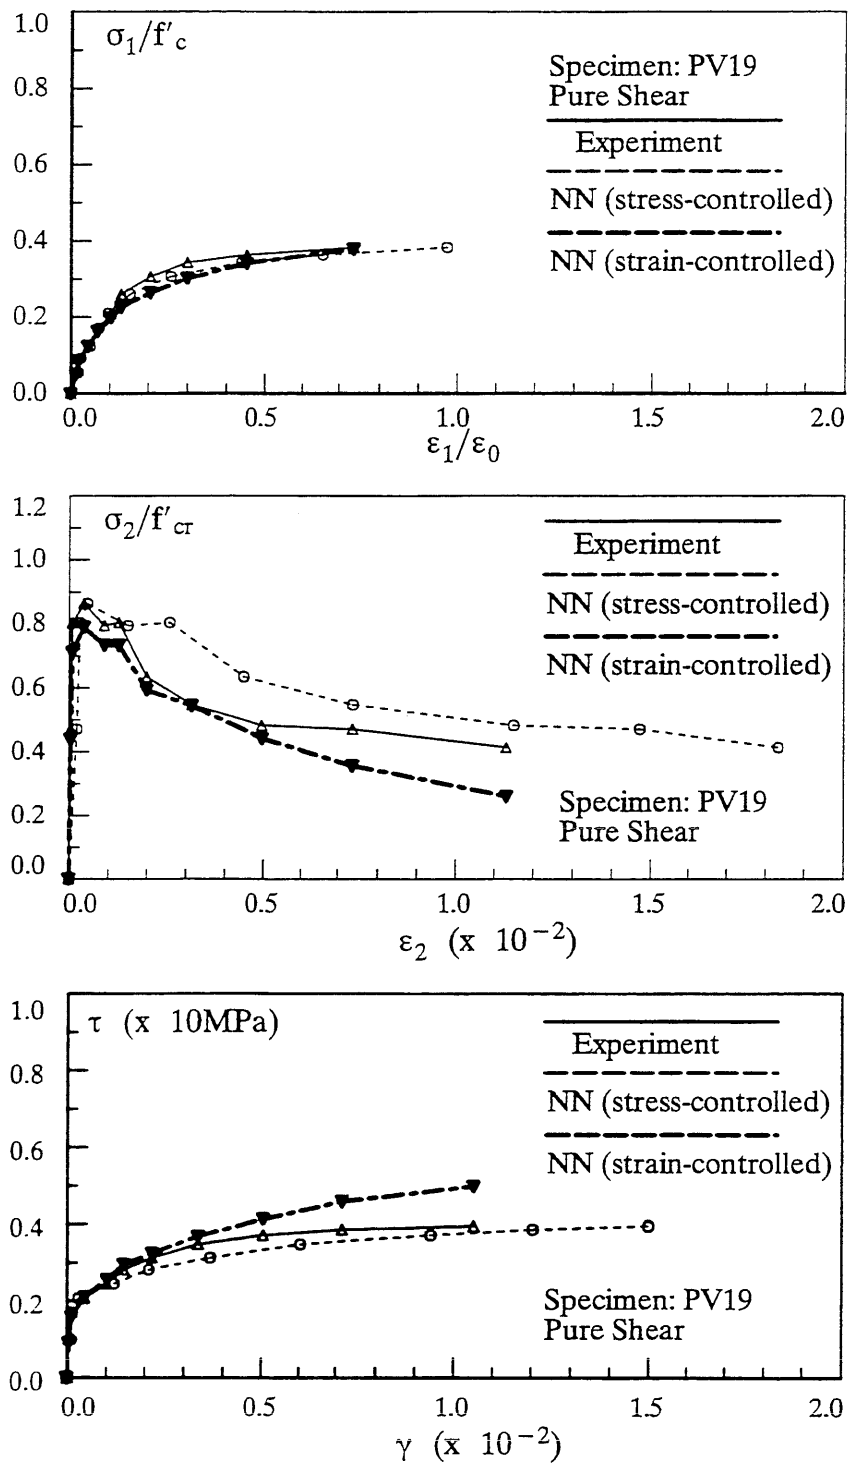 1.0
σ₁/f′c
0.8
0.6
0.4
0.2
0.0
Specimen: PV19
Pure Shear
Experiment
NN (stress-controlled)
NN (strain-controlled)
0.0 0.5 1.0 1.5 2.0
ε₁/ε₀
1.2
σ₂/f′cr
1.0
0.8
0.6
0.4
0.2
0.0
Experiment
NN (stress-controlled)
NN (strain-controlled)
Specimen: PV19
Pure Shear
0.0 0.5 1.0 1.5 2.0
ε₂ (x 10⁻²)
1.0
τ (x 10MPa)
0.8
0.6
0.4
0.2
0.0
Experiment
NN (stress-controlled)
NN (strain-controlled)
Specimen: PV19
Pure Shear
0.0 0.5 1.0 1.5 2.0
γ (x 10⁻²)